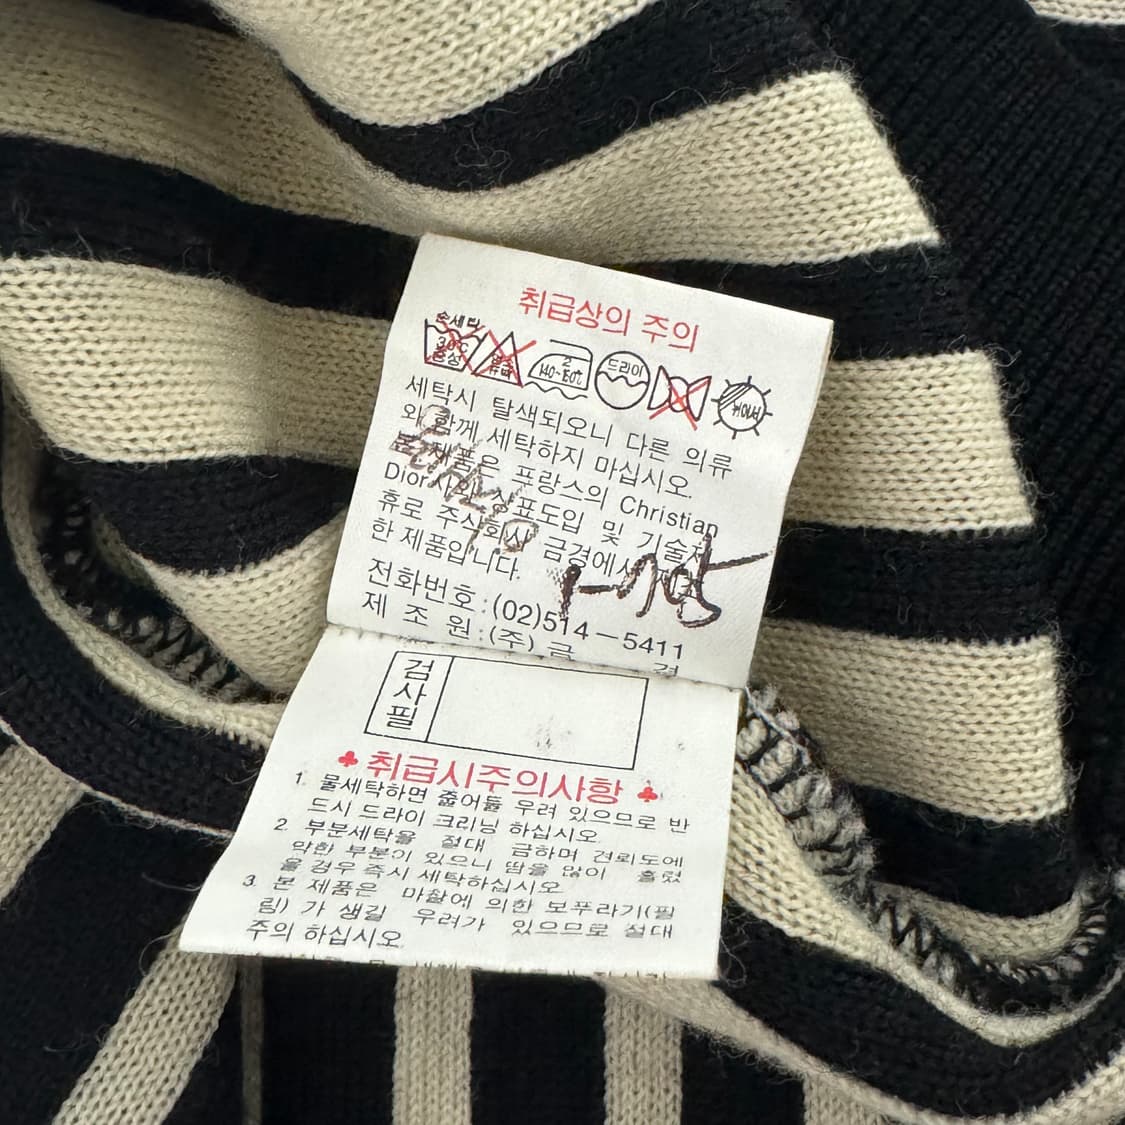 취급상의 주의
손세탁
30℃
중성
2
140~160℃
드라이
뉘어서
세탁시 탈색되오니 다른 의류
와 함께 세탁하지 마십시오.
본 제품은 프랑스의 Christian
Dior사의 상표도입 및 기술제
휴로 주식회사 금경에서
한 제품입니다.
전화번호:(02)514-5411
제 조 원:(주) 금 경
검사필
♣ 취급시주의사항 ♣
1. 물세탁하면 줄어들 우려 있으므로 반
드시 드라이 크리닝 하십시오.
2. 부분세탁을 절대 금하며 견뢰도에
약한 부분이 있으니 땀을 많이 흘렸
을 경우 즉시 세탁하십시오
3. 본 제품은 마찰에 의한 보푸라기(필
링) 가 생길 우려가 있으므로 절대
주의 하십시오